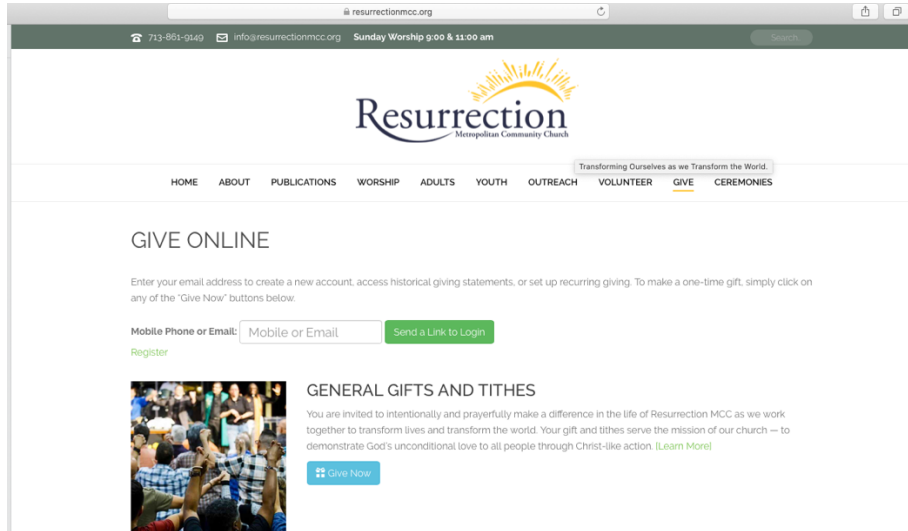 resurrectionmcc.org
713-861-9149 info@resurrectionmcc.org Sunday Worship 9:00 & 11:00 am Search...
Resurrection
Metropolitan Community Church
Transforming Ourselves as we Transform the World.
HOME ABOUT PUBLICATIONS WORSHIP ADULTS YOUTH OUTREACH VOLUNTEER GIVE CEREMONIES
GIVE ONLINE
Enter your email address to create a new account, access historical giving statements, or set up recurring giving. To make a one-time gift, simply click on
any of the "Give Now" buttons below.
Mobile Phone or Email: Mobile or Email Send a Link to Login
Register
GENERAL GIFTS AND TITHES
You are invited to intentionally and prayerfully make a difference in the life of Resurrection MCC as we work
together to transform lives and transform the world. Your gift and tithes serve the mission of our church — to
demonstrate God's unconditional love to all people through Christ-like action. [Learn More]
Give Now